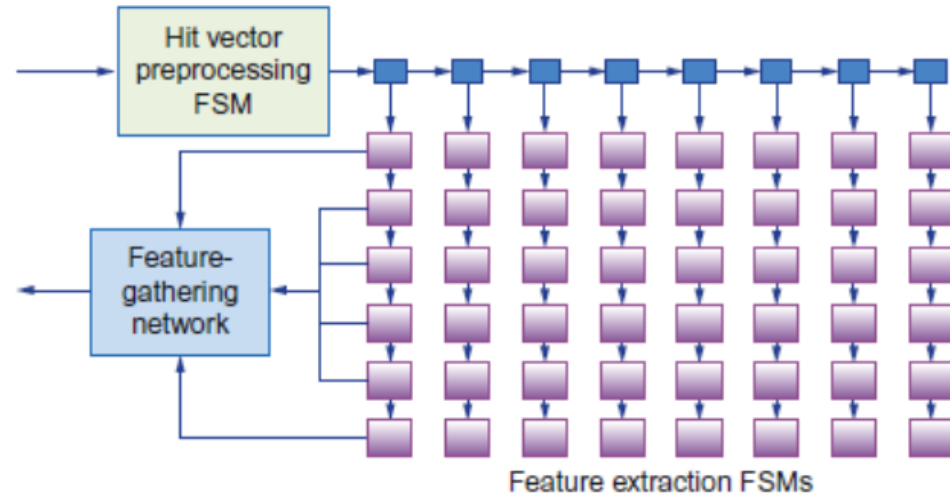 Hit vector
preprocessing
FSM
Feature-
gathering
network
Feature extraction FSMs